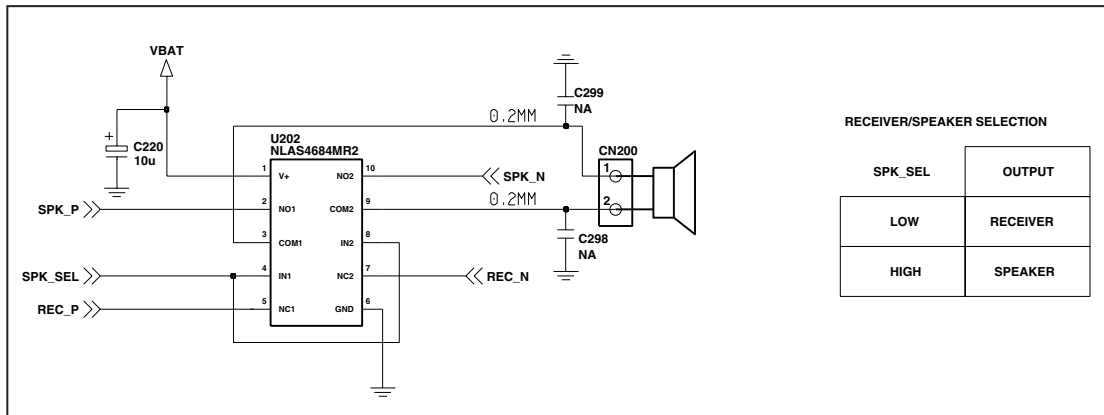 VBAT
C220
10u
+
U202
NLAS4684MR2
1 V+ NO2 10
2 NO1 COM2 9
3 COM1 IN2 8
4 IN1 NC2 7
5 NC1 GND 6
SPK_P
SPK_SEL
REC_P
SPK_N
REC_N
0.2MM
0.2MM
C299
NA
C298
NA
CN200
1
2
RECEIVER/SPEAKER SELECTION
SPK_SEL OUTPUT
LOW RECEIVER
HIGH SPEAKER